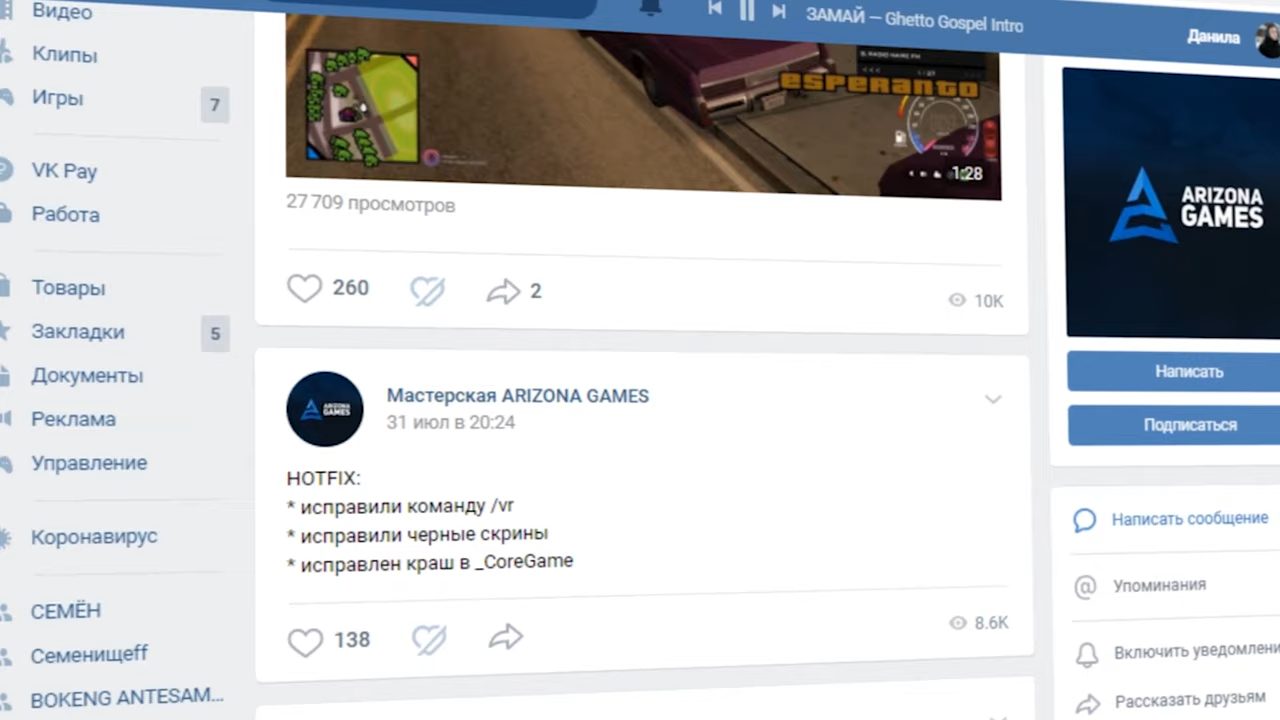 Видео
Клипы
Игры
7
VK Pay
Работа
Товары
Закладки
5
Документы
Реклама
Управление
Коронавирус
СЕМЁН
Семенищеff
BOKENG ANTESAM...
ЗАМАЙ – Ghetto Gospel Intro
Данила
ESPERANTO
1:28
27 709 просмотров
260
2
10K
Мастерская ARIZONA GAMES
31 июл в 20:24
HOTFIX:
* исправили команду /vr
* исправили черные скрины
* исправлен краш в _CoreGame
138
8.6K
ARIZONA
GAMES
ARIZONA
GAMES
Написать
Подписаться
Написать сообщение
Упоминания
Включить уведомлени
Рассказать друзьям